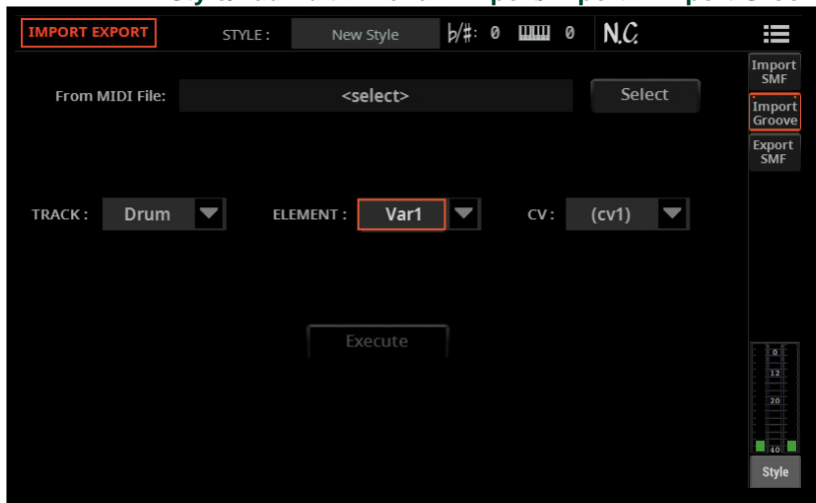 IMPORT EXPORT STYLE : New Style b/#: 0 0 N.C.
Import SMF
From MIDI File: <select> Select
Import Groove
Export SMF
TRACK : Drum ELEMENT : Var1 CV : (cv1)
Execute
0
12
20
40
Style